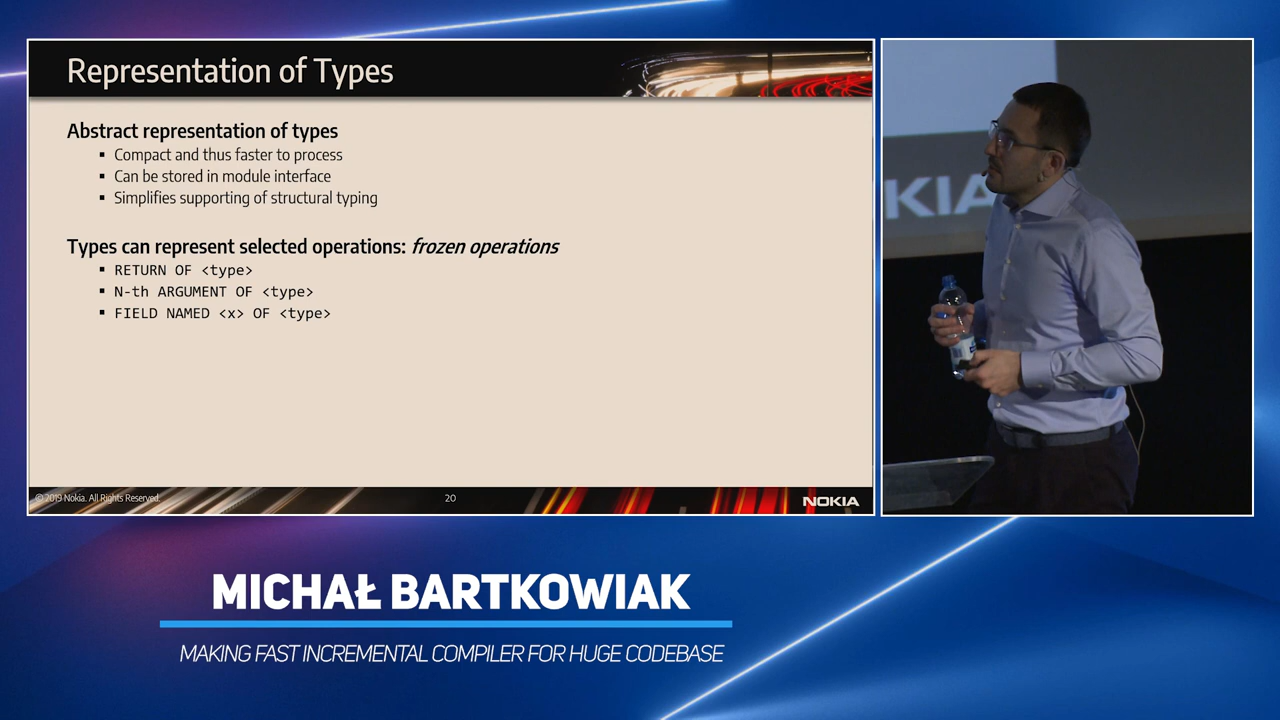 Representation of Types
Abstract representation of types
▪ Compact and thus faster to process
▪ Can be stored in module interface
▪ Simplifies supporting of structural typing
Types can represent selected operations: frozen operations
▪ RETURN OF <type>
▪ N-th ARGUMENT OF <type>
▪ FIELD NAMED <x> OF <type>
© 2019 Nokia. All Rights Reserved.
20
NOKIA
KIA
MICHAŁ BARTKOWIAK
MAKING FAST INCREMENTAL COMPILER FOR HUGE CODEBASE